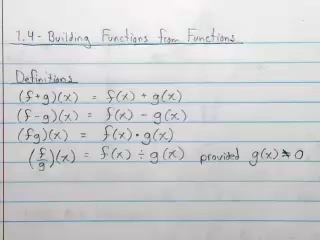 1.4 - Building Functions from Functions
Definitions
(f+g)(x) = f(x) + g(x)
(f-g)(x) = f(x) - g(x)
(fg)(x) = f(x) · g(x)
(f/g)(x) = f(x) ÷ g(x) provided g(x) ≠ 0